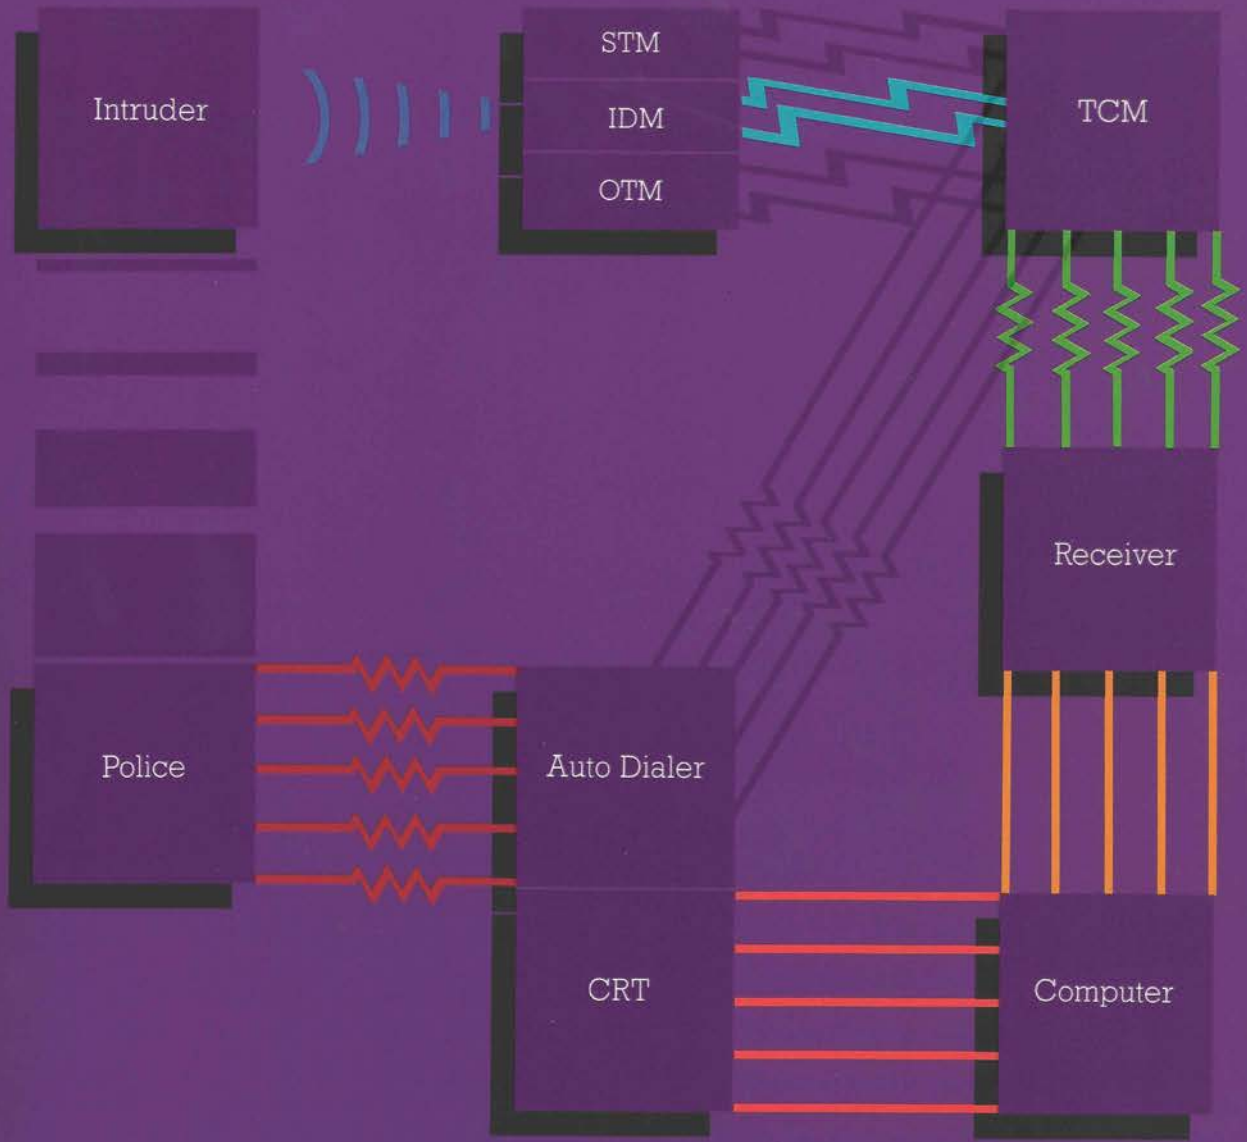 Intruder
STM
IDM
OTM
TCM
Receiver
Police
Auto Dialer
CRT
Computer